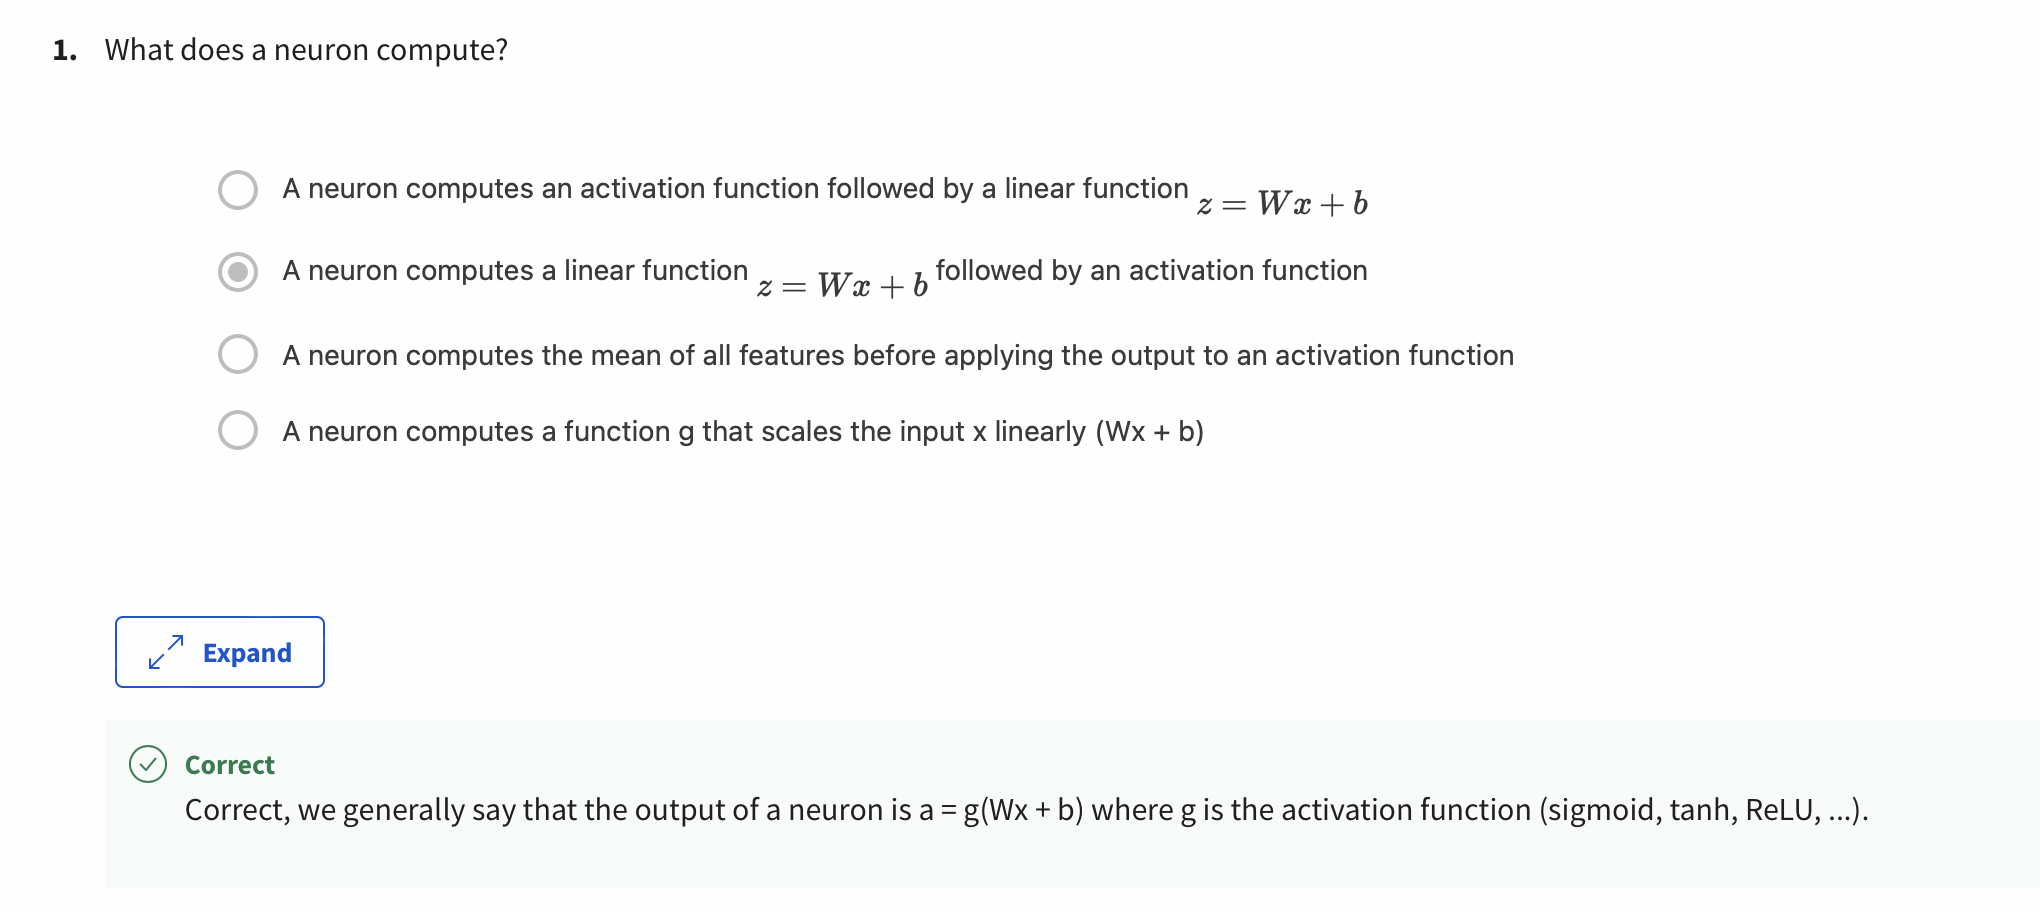 1. What does a neuron compute?
A neuron computes an activation function followed by a linear function z = Wx + b
A neuron computes a linear function z = Wx + b followed by an activation function
A neuron computes the mean of all features before applying the output to an activation function
A neuron computes a function g that scales the input x linearly (Wx + b)
Expand
Correct
Correct, we generally say that the output of a neuron is a = g(Wx + b) where g is the activation function (sigmoid, tanh, ReLU, ...).